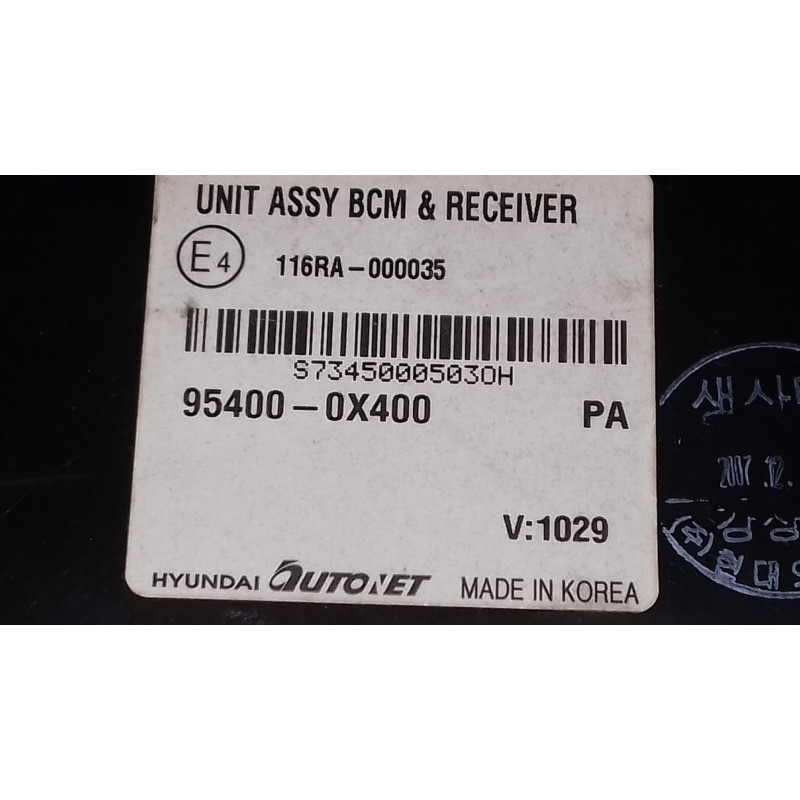 UNIT ASSY BCM & RECEIVER
E4 116RA-000035
S73450005030H
95400-0X400 PA
V:1029
HYUNDAI AUTONET MADE IN KOREA
2007.12.